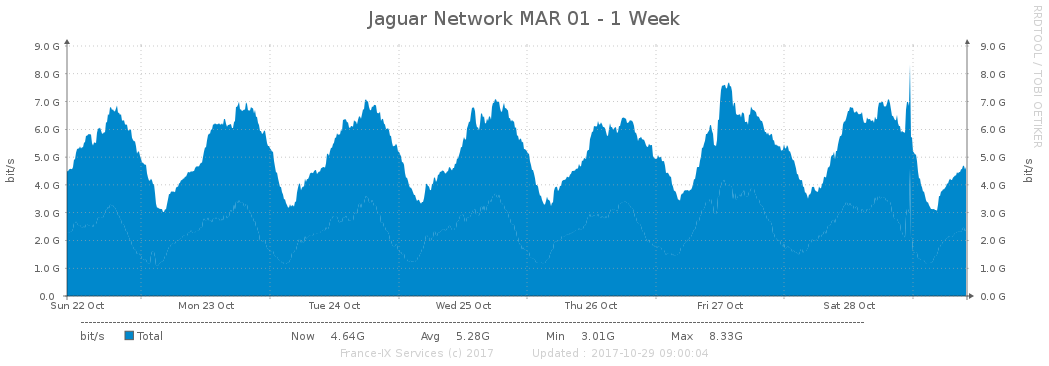 Jaguar Network MAR 01 - 1 Week
RRDTOOL / TOBI OETIKER
bit/s
9.0 G 9.0 G
8.0 G 8.0 G
7.0 G 7.0 G
6.0 G 6.0 G
5.0 G 5.0 G
4.0 G 4.0 G
3.0 G 3.0 G
2.0 G 2.0 G
1.0 G 1.0 G
0.0 0.0 G
bit/s
Sun 22 Oct Mon 23 Oct Tue 24 Oct Wed 25 Oct Thu 26 Oct Fri 27 Oct Sat 28 Oct
bit/s Total Now 4.64G Avg 5.28G Min 3.01G Max 8.33G
France-IX Services (c) 2017 Updated : 2017-10-29 09:00:04